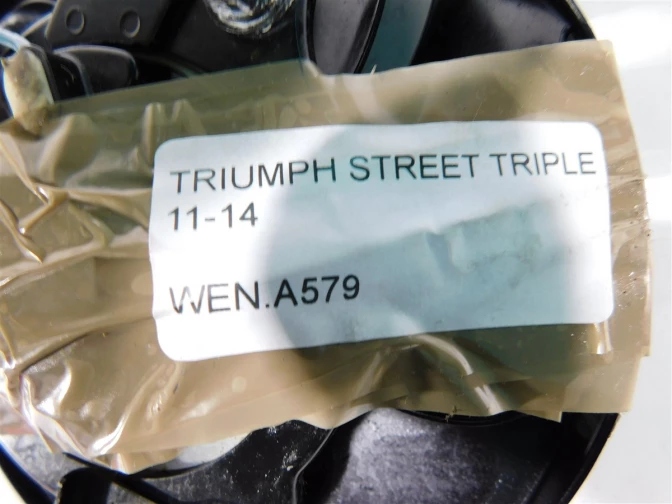 TRIUMPH STREET TRIPLE
11-14
WEN.A579